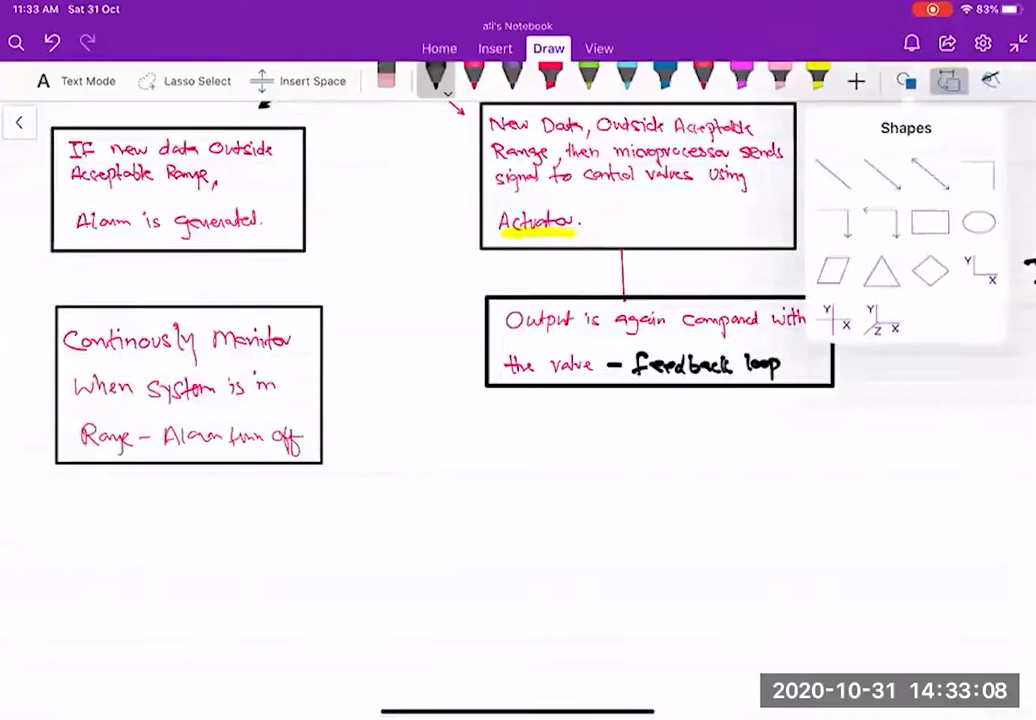 11:33 AM Sat 31 Oct
83%
ali's Notebook
Home Insert Draw View
A Text Mode Lasso Select Insert Space
Shapes
If new data outside
Acceptable Range,
Alarm is generated.
New Data, Outside Acceptable
Range, then microprocessor sends
signal to control valves using
Actuator.
Y X
Y X
Y Z X
Output is again compared with
the value - feedback loop
Continously Monitor
When system is in
Range - Alarm turn off
2020-10-31 14:33:08